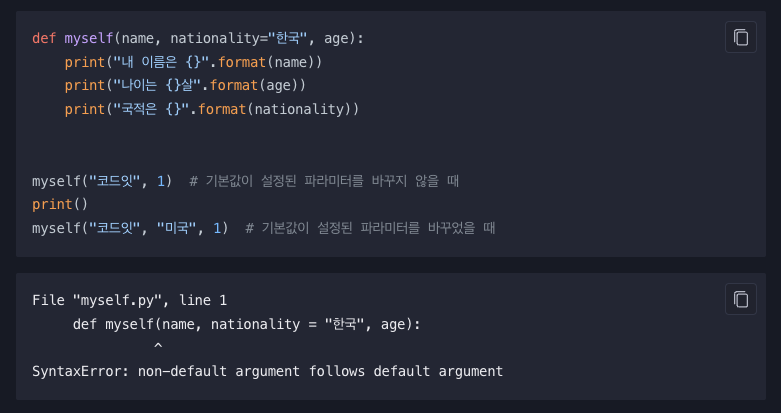 def myself(name, nationality="한국", age):
    print("내 이름은 {}".format(name))
    print("나이는 {}살".format(age))
    print("국적은 {}".format(nationality))
myself("코드잇", 1)  # 기본값이 설정된 파라미터를 바꾸지 않을 때
print()
myself("코드잇", "미국", 1)  # 기본값이 설정된 파라미터를 바꾸었을 때
File "myself.py", line 1
     def myself(name, nationality = "한국", age):
               ^
SyntaxError: non-default argument follows default argument